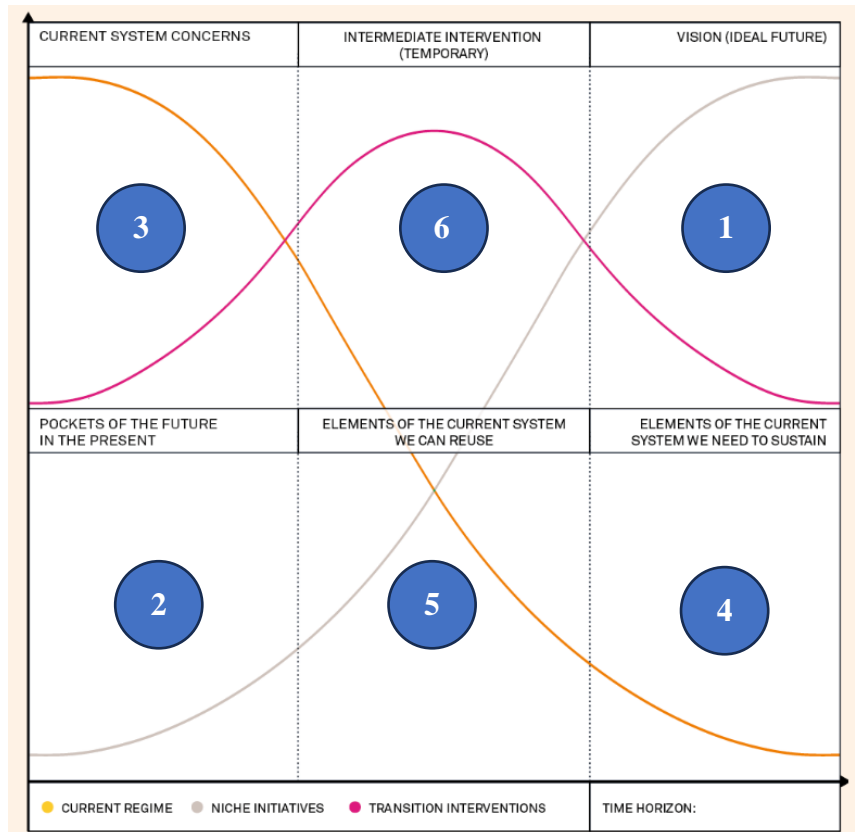 CURRENT SYSTEM CONCERNS
INTERMEDIATE INTERVENTION
(TEMPORARY)
VISION (IDEAL FUTURE)
3
6
1
POCKETS OF THE FUTURE
IN THE PRESENT
ELEMENTS OF THE CURRENT SYSTEM
WE CAN REUSE
ELEMENTS OF THE CURRENT
SYSTEM WE NEED TO SUSTAIN
2
5
4
CURRENT REGIME
NICHE INITIATIVES
TRANSITION INTERVENTIONS
TIME HORIZON: